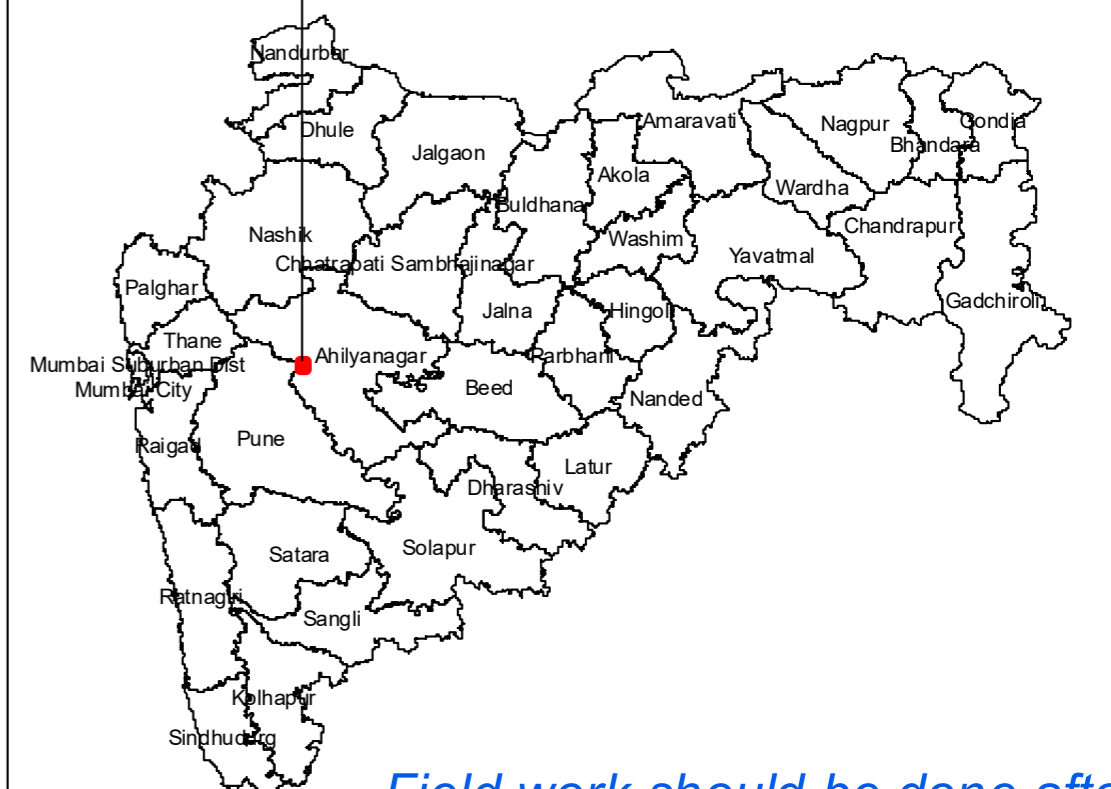 Nandurbar
Dhule
Jalgaon
Amaravati
Nagpur
Gondia
Bhandara
Akola
Wardha
Buldhana
Nashik
Washim
Chandrapur
Chhatrapati Sambhajinagar
Yavatmal
Palghar
Jalna
Hingoli
Gadchiroli
Thane
Ahilyanagar
Parbhani
Mumbai Suburban Dist
Mumbai City
Beed
Nanded
Raigad
Pune
Latur
Dharashiv
Satara
Solapur
Ratnagiri
Sangli
Kolhapur
Sindhudurg
Field work should be done afte